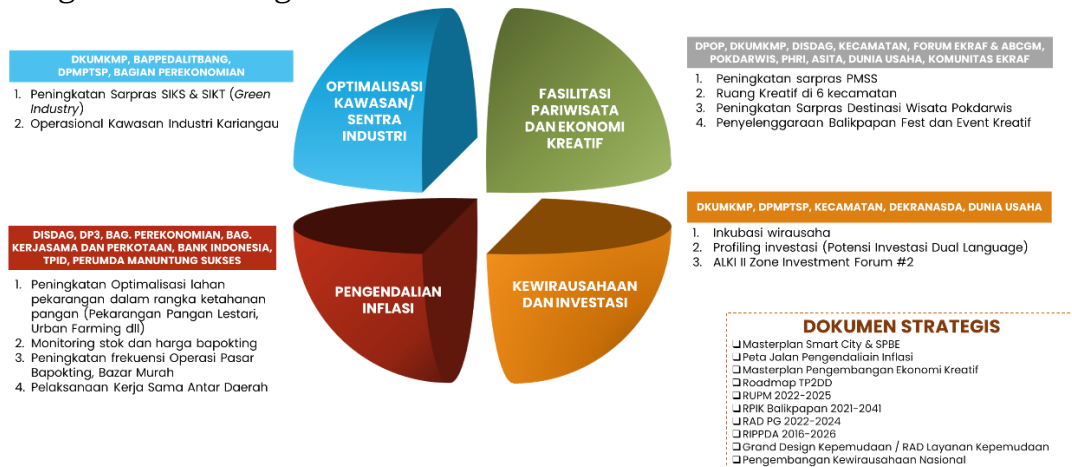 DKUMKMP, BAPPEDALITBANG,
DPMPTSP, BAGIAN PEREKONOMIAN
1. Peningkatan Sarpras SIKS & SIKT (Green
Industry)
2. Operasional Kawasan Industri Kariangau
OPTIMALISASI
KAWASAN/
SENTRA
INDUSTRI
FASILITASI
PARIWISATA
DAN EKONOMI
KREATIF
DPOP, DKUMKMP, DISDAG, KECAMATAN, FORUM EKRAF & ABCGM,
POKDARWIS, PHRI, ASITA, DUNIA USAHA, KOMUNITAS EKRAF
1. Peningkatan sarpras PMSS
2. Ruang Kreatif di 6 kecamatan
3. Peningkatan Sarpras Destinasi Wisata Pokdarwis
4. Penyelenggaraan Balikpapan Fest dan Event Kreatif
DISDAG, DP3, BAG. PEREKONOMIAN, BAG.
KERJASAMA DAN PERKOTAAN, BANK INDONESIA,
TPID, PERUMDA MANUNTUNG SUKSES
1. Peningkatan Optimalisasi lahan
pekarangan dalam rangka ketahanan
pangan (Pekarangan Pangan Lestari,
Urban Farming dll)
2. Monitoring stok dan harga bapokting
3. Peningkatan frekuensi Operasi Pasar
Bapokting, Bazar Murah
4. Pelaksanaan Kerja Sama Antar Daerah
PENGENDALIAN
INFLASI
KEWIRAUSAHAAN
DAN INVESTASI
DKUMKMP, DPMPTSP, KECAMATAN, DEKRANASDA, DUNIA USAHA
1. Inkubasi wirausaha
2. Profiling investasi (Potensi Investasi Dual Language)
3. ALKI II Zone Investment Forum #2
DOKUMEN STRATEGIS
❑Masterplan Smart City & SPBE
❑Peta Jalan Pengendaliain Inflasi
❑Masterplan Pengembangan Ekonomi Kreatif
❑Roadmap TP2DD
❑RUPM 2022-2025
❑RPIK Balikpapan 2021-2041
❑RAD PG 2022-2024
❑RIPPDA 2016-2026
❑Grand Design Kepemudaan / RAD Layanan Kepemudaan
❑Pengembangan Kewirausahaan Nasional